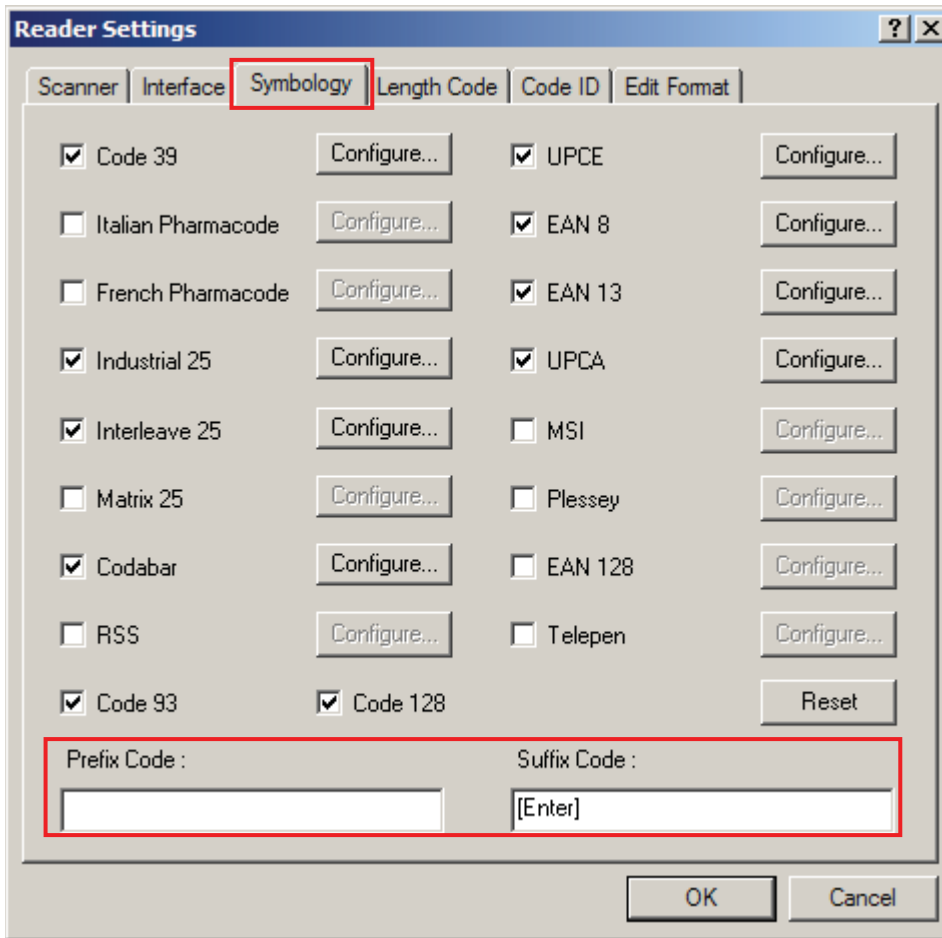 Reader Settings
Scanner Interface Symbology Length Code Code ID Edit Format
Code 39 Configure... UPCE Configure...
Italian Pharmacode Configure... EAN 8 Configure...
French Pharmacode Configure... EAN 13 Configure...
Industrial 25 Configure... UPCA Configure...
Interleave 25 Configure... MSI Configure...
Matrix 25 Configure... Plessey Configure...
Codabar Configure... EAN 128 Configure...
RSS Configure... Telepen Configure...
Code 93 Code 128 Reset
Prefix Code : Suffix Code :
[Enter]
OK Cancel